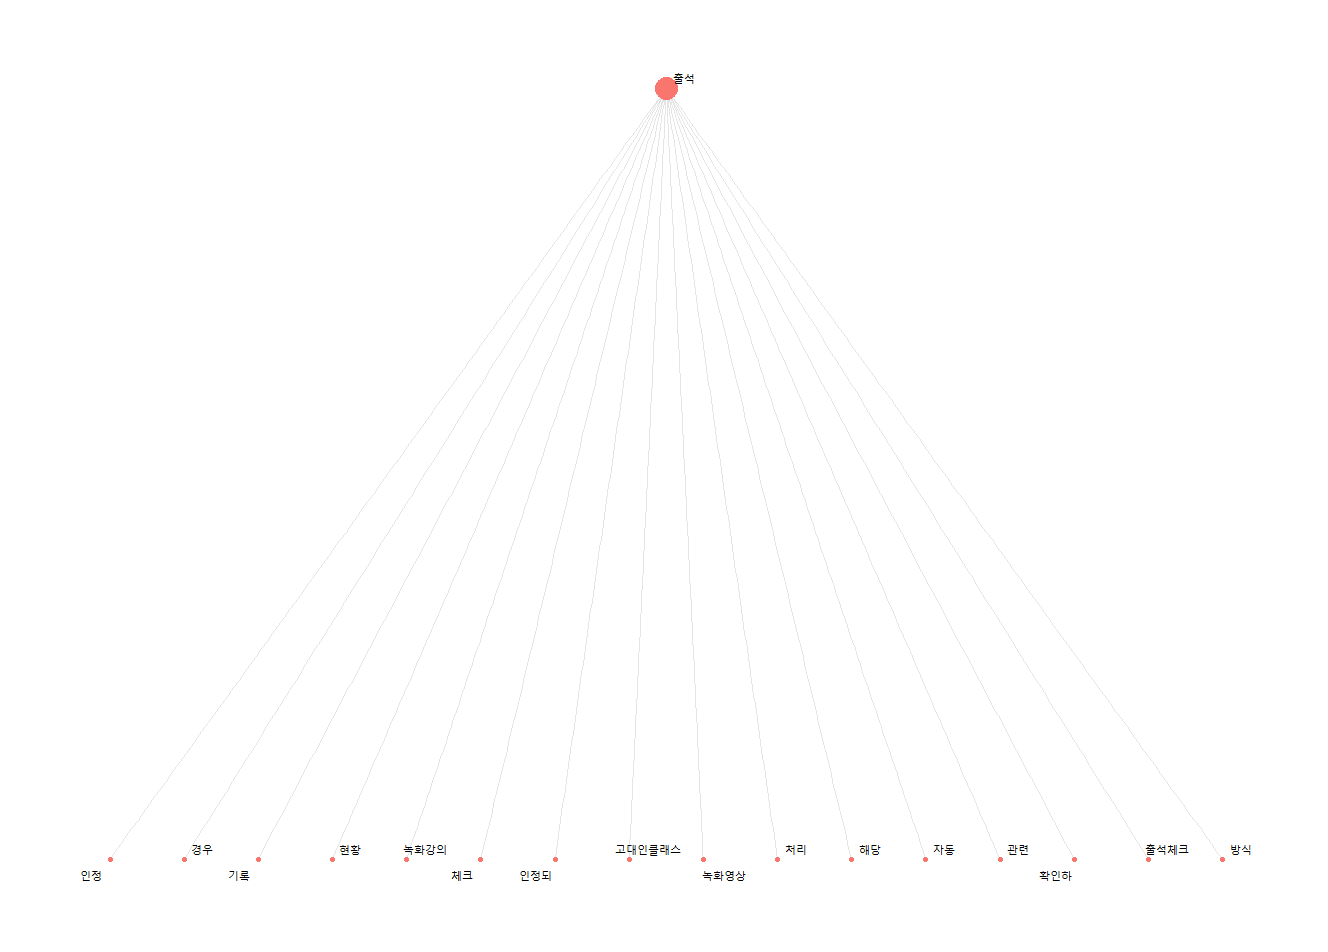 출석
인정
경우
기록
현황
녹화강의
체크
인정되
고대인클래스
녹화영상
처리
해당
자동
관련
확인하
출석체크
방식